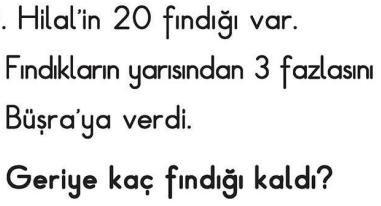 . Hilal'in 20 fındığı var.
Fındıkların yarısından 3 fazlasını
Büşra'ya verdi.
Geriye kaç fındığı kaldı?